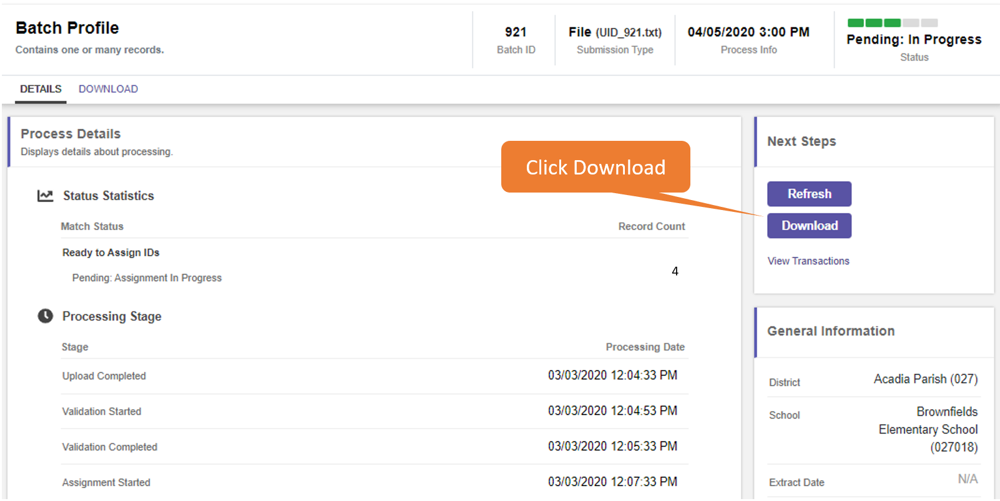 Batch Profile
Contains one or many records.
921
Batch ID
File (UID_921.txt)
Submission Type
04/05/2020 3:00 PM
Process Info
Pending: In Progress
Status
DETAILS
DOWNLOAD
Process Details
Displays details about processing.
Click Download
Status Statistics
Match Status Record Count
Ready to Assign IDs
Pending: Assignment In Progress 4
Processing Stage
Stage Processing Date
Upload Completed 03/03/2020 12:04:33 PM
Validation Started 03/03/2020 12:04:53 PM
Validation Completed 03/03/2020 12:05:33 PM
Assignment Started 03/03/2020 12:07:33 PM
Next Steps
Refresh
Download
View Transactions
General Information
District Acadia Parish (027)
School Brownfields
Elementary School
(027018)
Extract Date N/A